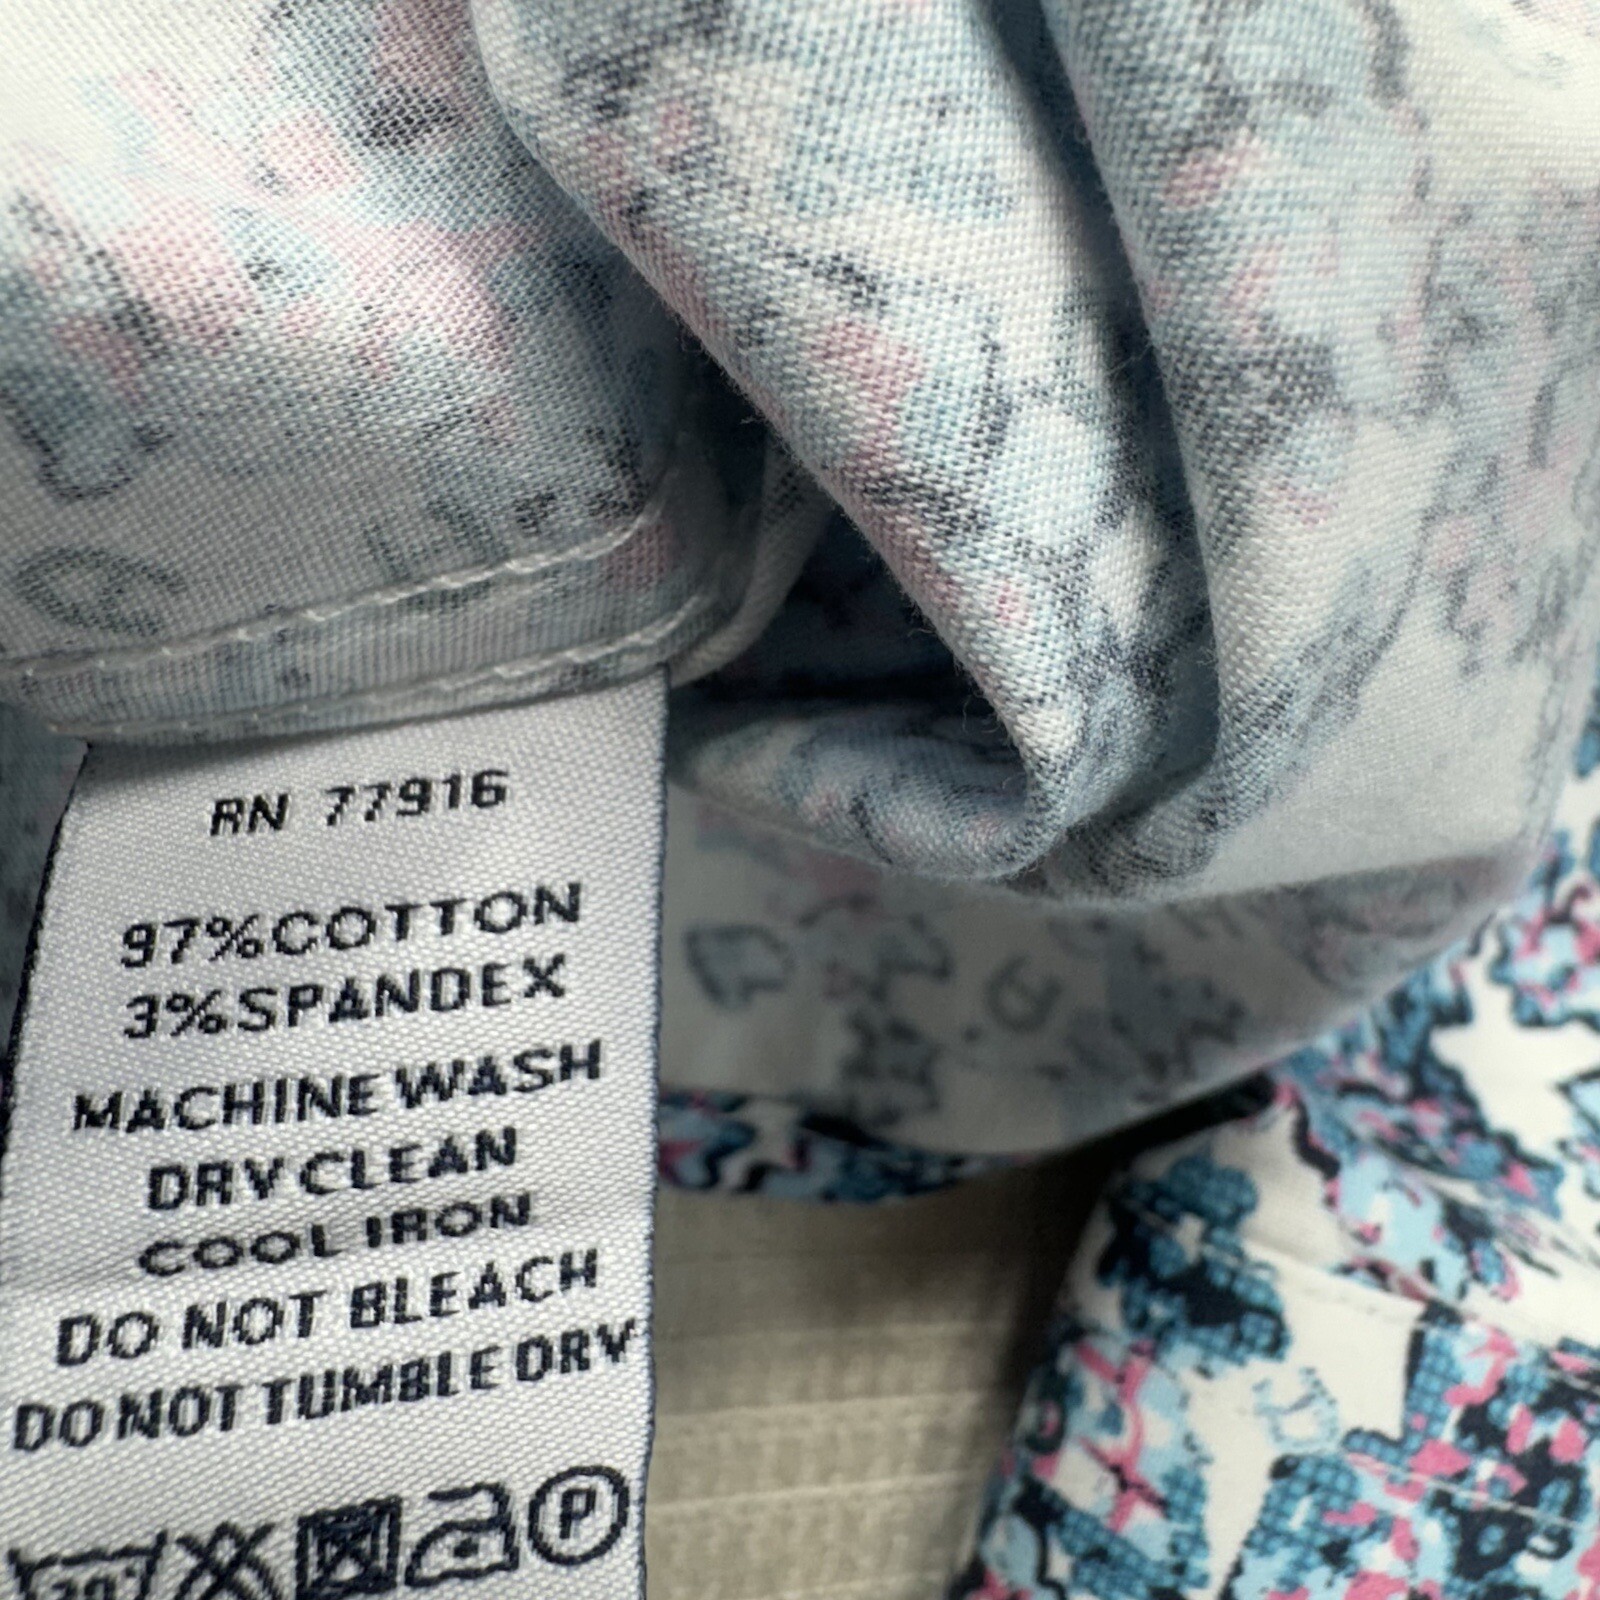 RN 77916
97%COTTON
3%SPANDEX
MACHINE WASH
DRY CLEAN
COOL IRON
DO NOT BLEACH
DO NOT TUMBLE DRY
30° P